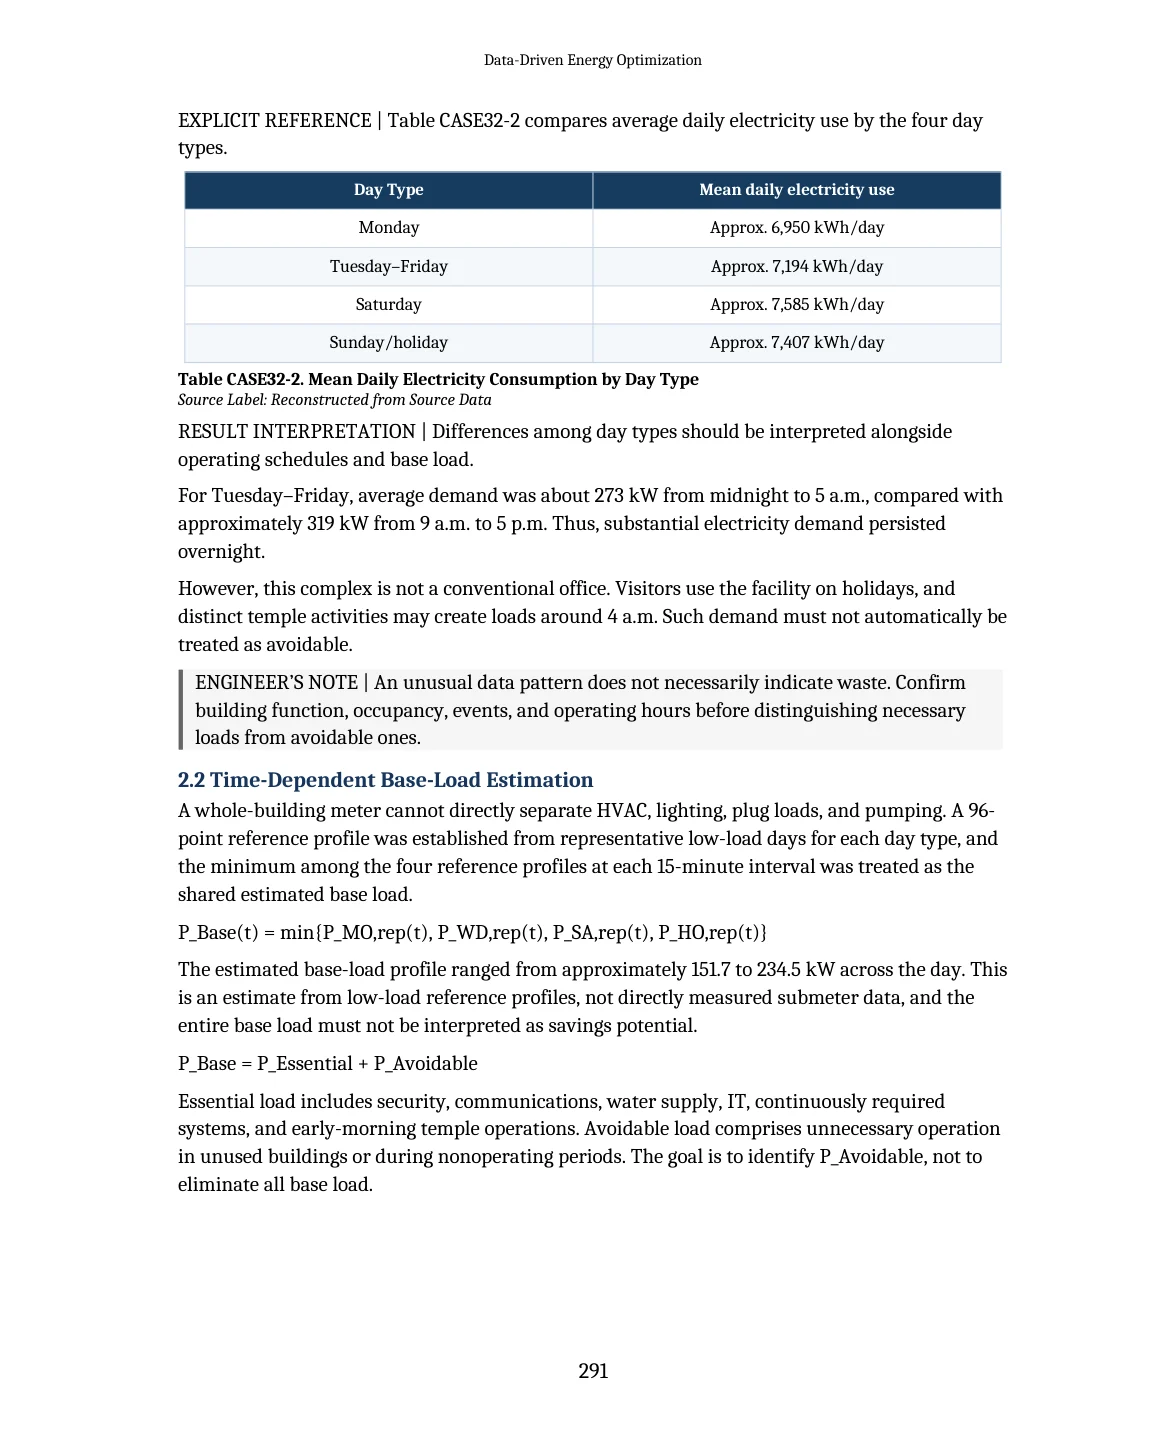 Data-Driven Energy Optimization
EXPLICIT REFERENCE | Table CASE32-2 compares average daily electricity use by the four day
types.
Day Type Mean daily electricity use
Monday Approx. 6,950 kWh/day
Tuesday–Friday Approx. 7,194 kWh/day
Saturday Approx. 7,585 kWh/day
Sunday/holiday Approx. 7,407 kWh/day
Table CASE32-2. Mean Daily Electricity Consumption by Day Type
Source Label: Reconstructed from Source Data
RESULT INTERPRETATION | Differences among day types should be interpreted alongside
operating schedules and base load.
For Tuesday–Friday, average demand was about 273 kW from midnight to 5 a.m., compared with
approximately 319 kW from 9 a.m. to 5 p.m. Thus, substantial electricity demand persisted
overnight.
However, this complex is not a conventional office. Visitors use the facility on holidays, and
distinct temple activities may create loads around 4 a.m. Such demand must not automatically be
treated as avoidable.
ENGINEER’S NOTE | An unusual data pattern does not necessarily indicate waste. Confirm
building function, occupancy, events, and operating hours before distinguishing necessary
loads from avoidable ones.
2.2 Time-Dependent Base-Load Estimation
A whole-building meter cannot directly separate HVAC, lighting, plug loads, and pumping. A 96-
point reference profile was established from representative low-load days for each day type, and
the minimum among the four reference profiles at each 15-minute interval was treated as the
shared estimated base load.
P_Base(t) = min{P_MO,rep(t), P_WD,rep(t), P_SA,rep(t), P_HO,rep(t)}
The estimated base-load profile ranged from approximately 151.7 to 234.5 kW across the day. This
is an estimate from low-load reference profiles, not directly measured submeter data, and the
entire base load must not be interpreted as savings potential.
P_Base = P_Essential + P_Avoidable
Essential load includes security, communications, water supply, IT, continuously required
systems, and early-morning temple operations. Avoidable load comprises unnecessary operation
in unused buildings or during nonoperating periods. The goal is to identify P_Avoidable, not to
eliminate all base load.
291